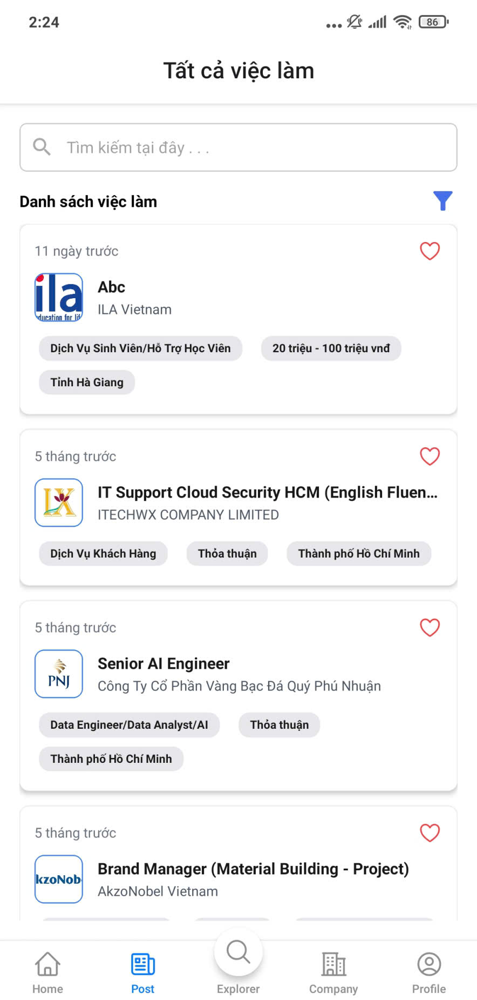 2:24
86
Tất cả việc làm
Tìm kiếm tại đây . . .
Danh sách việc làm
11 ngày trước
ila
education for lif
Abc
ILA Vietnam
Dịch Vụ Sinh Viên/Hỗ Trợ Học Viên
20 triệu - 100 triệu vnđ
Tỉnh Hà Giang
5 tháng trước
IX
IT Support Cloud Security HCM (English Fluen...
ITECHWX COMPANY LIMITED
Dịch Vụ Khách Hàng
Thỏa thuận
Thành phố Hồ Chí Minh
5 tháng trước
PNJ
Senior AI Engineer
Công Ty Cổ Phần Vàng Bạc Đá Quý Phú Nhuận
Data Engineer/Data Analyst/AI
Thỏa thuận
Thành phố Hồ Chí Minh
5 tháng trước
kzoNob
Brand Manager (Material Building - Project)
AkzoNobel Vietnam
Home
Post
Explorer
Company
Profile